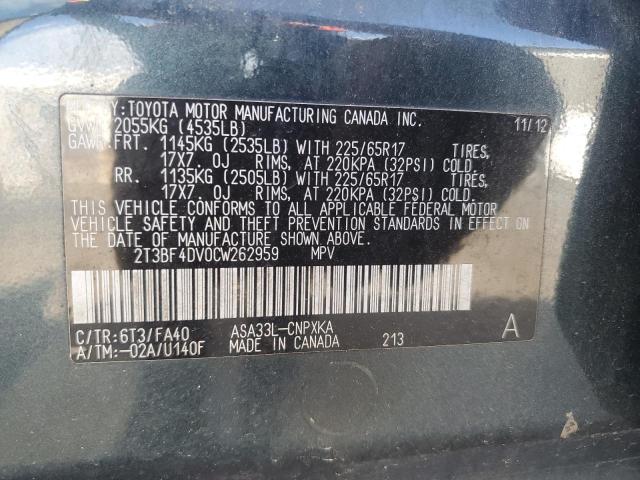 BY:TOYOTA MOTOR MANUFACTURING CANADA INC.
GVWR 2055KG (4535LB) 11/12
GAWR:FRT. 1145KG (2535LB) WITH 225/65R17 TIRES,
17X7. 0J RIMS, AT 220KPA (32PSI) COLD.
RR. 1135KG (2505LB) WITH 225/65R17 TIRES,
17X7. 0J RIMS, AT 220KPA (32PSI) COLD.
THIS VEHICLE CONFORMS TO ALL APPLICABLE FEDERAL MOTOR
VEHICLE SAFETY AND THEFT PREVENTION STANDARDS IN EFFECT ON
THE DATE OF MANUFACTURE SHOWN ABOVE.
2T3BF4DV0CW262959 MPV
C/TR:6T3/FA40 ASA33L-CNPXKA A
A/TM:-02A/U140F MADE IN CANADA 213